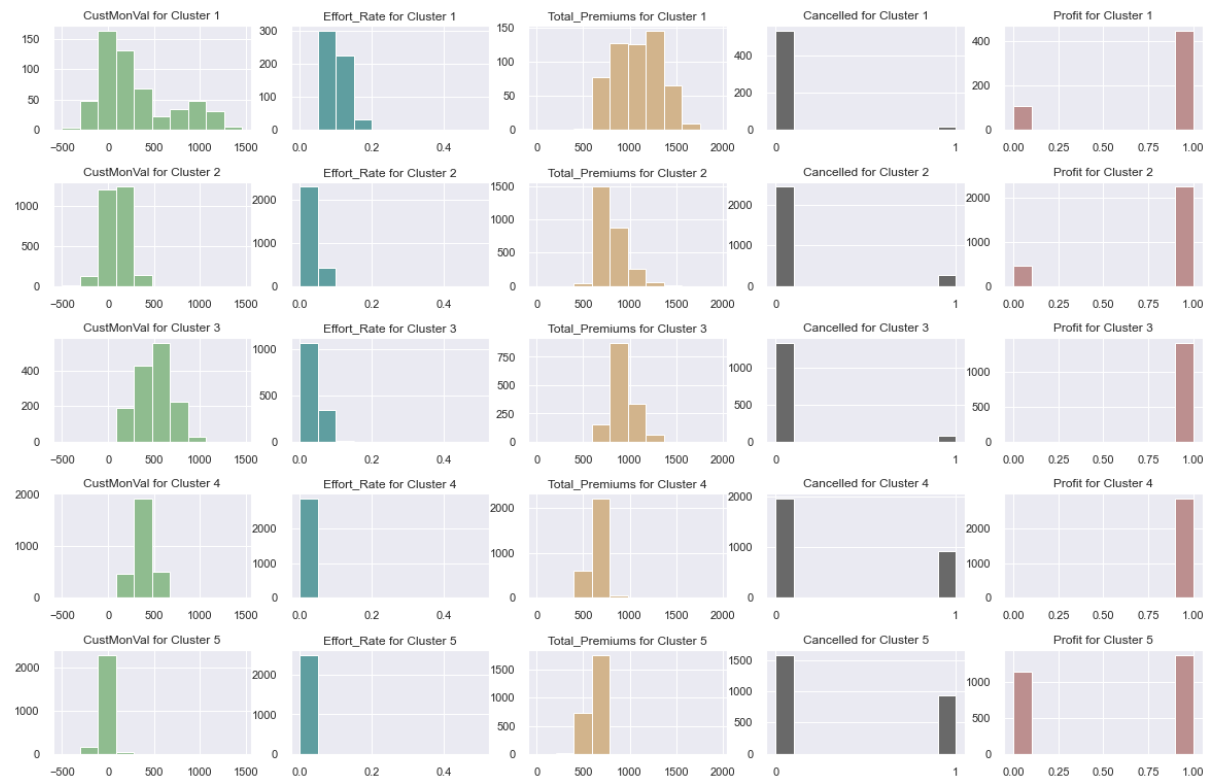 CustMonVal for Cluster 1
Effort_Rate for Cluster 1
Total_Premiums for Cluster 1
Cancelled for Cluster 1
Profit for Cluster 1
150
100
50
0
−500 0 500 1000 1500
300
200
100
0
0.0 0.2 0.4
150
100
50
0
0 500 1000 1500 2000
400
200
0
0 1
400
200
0
0.00 0.25 0.50 0.75 1.00
CustMonVal for Cluster 2
Effort_Rate for Cluster 2
Total_Premiums for Cluster 2
Cancelled for Cluster 2
Profit for Cluster 2
1000
500
0
−500 0 500 1000 1500
2000
1000
0
0.0 0.2 0.4
1500
1000
500
0
0 500 1000 1500 2000
2000
1000
0
0 1
2000
1000
0
0.00 0.25 0.50 0.75 1.00
CustMonVal for Cluster 3
Effort_Rate for Cluster 3
Total_Premiums for Cluster 3
Cancelled for Cluster 3
Profit for Cluster 3
400
200
0
−500 0 500 1000 1500
1000
500
0
0.0 0.2 0.4
750
500
250
0
0 500 1000 1500 2000
1000
500
0
0 1
1000
500
0
0.00 0.25 0.50 0.75 1.00
CustMonVal for Cluster 4
Effort_Rate for Cluster 4
Total_Premiums for Cluster 4
Cancelled for Cluster 4
Profit for Cluster 4
2000
1000
0
−500 0 500 1000 1500
2000
1000
0
0.0 0.2 0.4
2000
1000
0
0 500 1000 1500 2000
2000
1000
0
0 1
2000
1000
0
0.00 0.25 0.50 0.75 1.00
CustMonVal for Cluster 5
Effort_Rate for Cluster 5
Total_Premiums for Cluster 5
Cancelled for Cluster 5
Profit for Cluster 5
2000
1000
0
−500 0 500 1000 1500
2000
1000
0
0.0 0.2 0.4
1500
1000
500
0
0 500 1000 1500 2000
1500
1000
500
0
0 1
1000
500
0
0.00 0.25 0.50 0.75 1.00